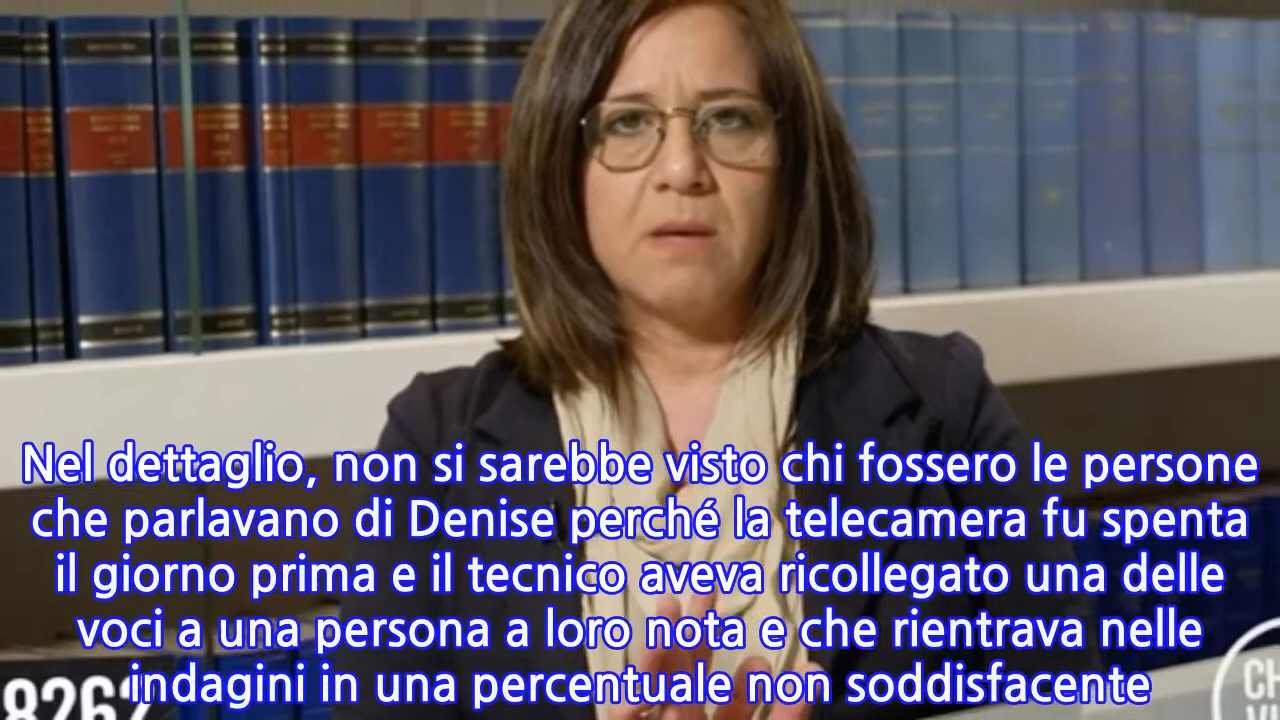 Nel dettaglio, non si sarebbe visto chi fossero le persone
che parlavano di Denise perché la telecamera fu spenta
il giorno prima e il tecnico aveva ricollegato una delle
voci a una persona a loro nota e che rientrava nelle
indagini in una percentuale non soddisfacente
8262